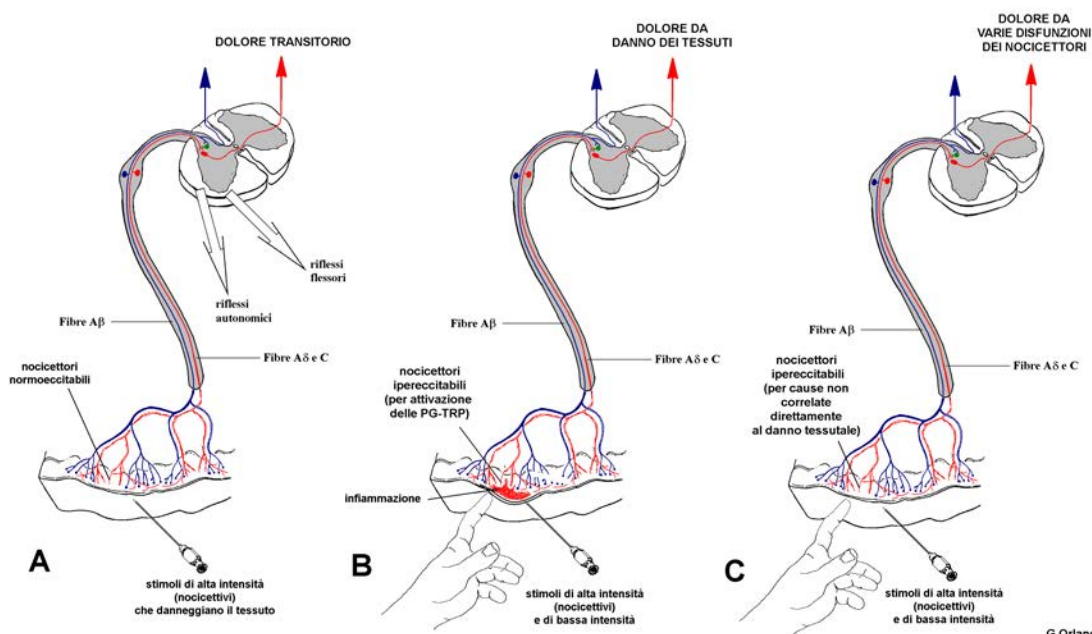 DOLORE TRANSITORIO
riflessi
flessori
riflessi
autonomici
Fibre Aβ
Fibre Aδ e C
nocicettori
normoeccitabili
A
stimoli di alta intensità
(nocicettivi)
che danneggiano il tessuto
DOLORE DA
DANNO DEI TESSUTI
Fibre Aβ
Fibre Aδ e C
nocicettori
ipereccitabili
(per attivazione
delle PG-TRP)
infiammazione
B
stimoli di alta intensità
(nocicettivi)
e di bassa intensità
DOLORE DA
VARIE DISFUNZIONI
DEI NOCICETTORI
Fibre Aβ
Fibre Aδ e C
nocicettori
ipereccitabili
(per cause non
correlate
direttamente
al danno tessutale)
C
stimoli di alta intensità
(nocicettivi)
e di bassa intensità